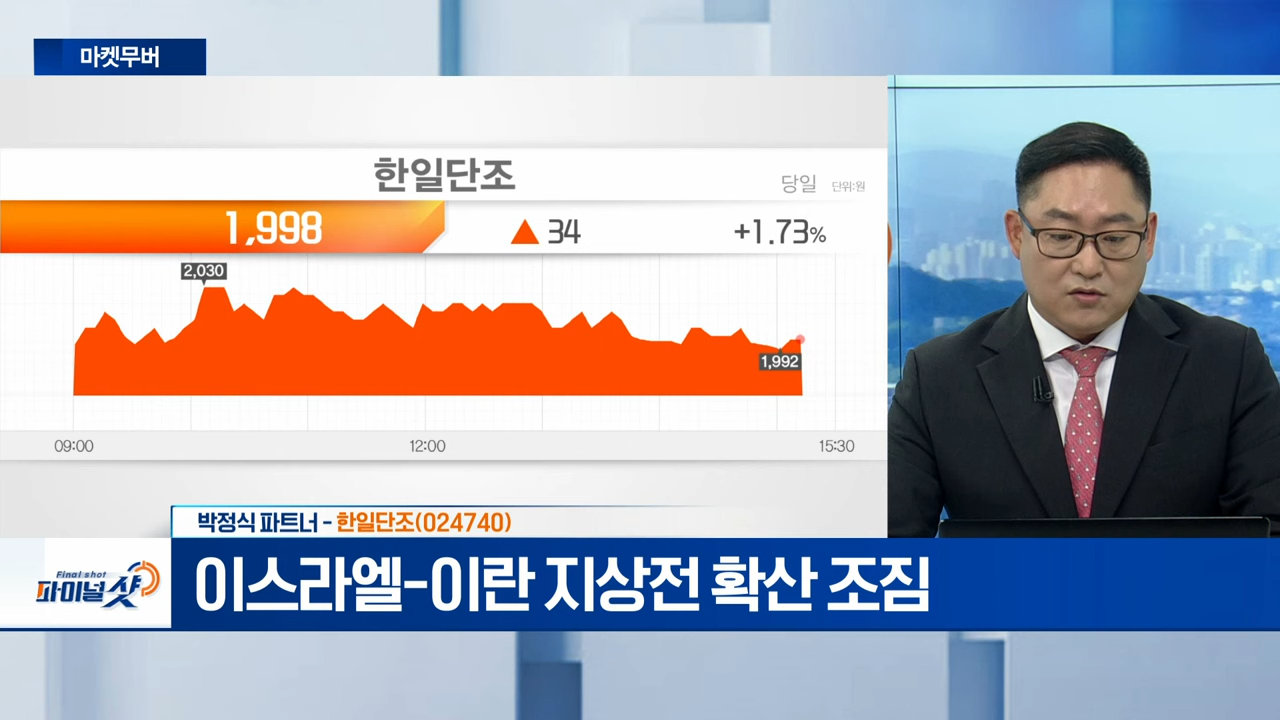 마켓무버
한일단조
당일 단위:원
1,998 ▲ 34 +1.73%
2,030
1,992
09:00 12:00 15:30
박정식 파트너 - 한일단조(024740)
Final shot
파이널샷
이스라엘-이란 지상전 확산 조짐